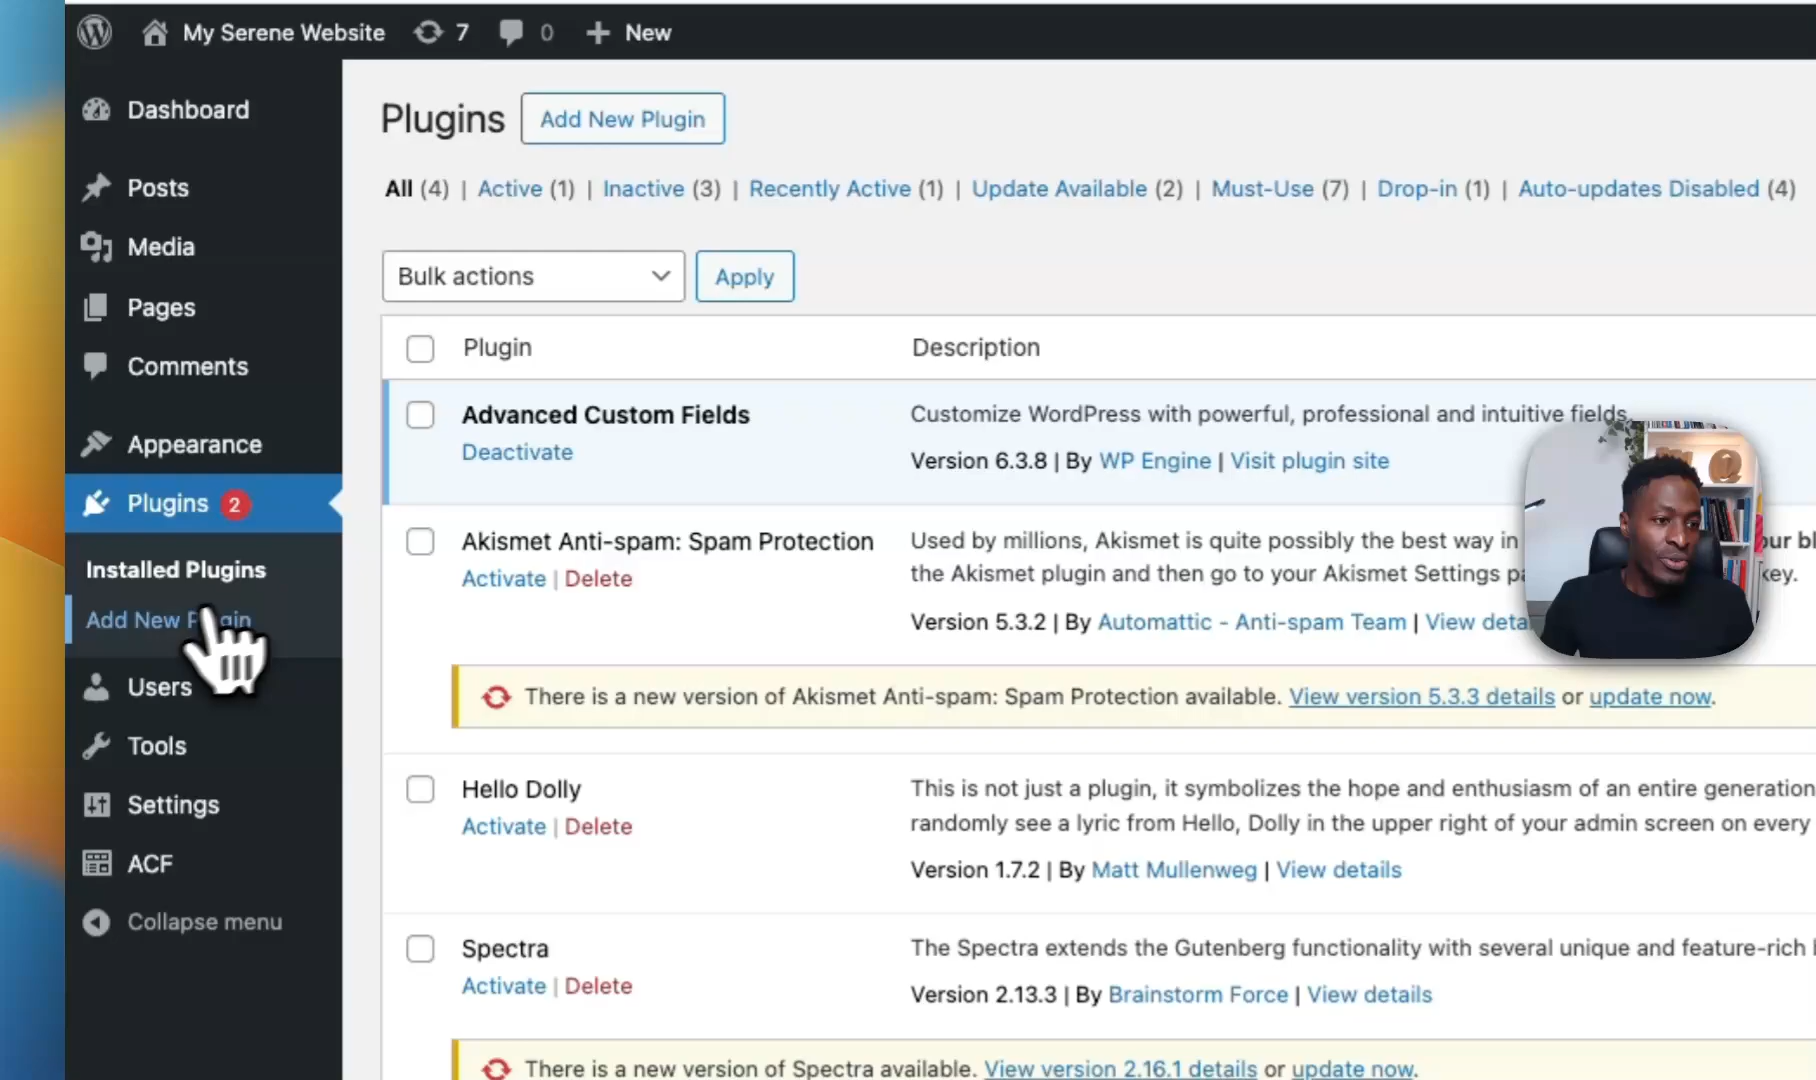 My Serene Website 7 0 + New
Dashboard
Posts
Media
Pages
Comments
Appearance
Plugins 2
Installed Plugins
Add New
Users
Tools
Settings
ACF
Collapse menu
Plugins Add New Plugin
All (4) | Active (1) | Inactive (3) | Recently Active (1) | Update Available (2) | Must-Use (7) | Drop-in (1) | Auto-updates Disabled (4)
Bulk actions Apply
Plugin Description
Advanced Custom Fields
Deactivate
Customize WordPress with powerful, professional and intuitive fields.
Version 6.3.8 | By WP Engine | Visit plugin site
Akismet Anti-spam: Spam Protection
Activate | Delete
Used by millions, Akismet is quite possibly the best way in
the Akismet plugin and then go to your Akismet Settings key.
Version 5.3.2 | By Automattic - Anti-spam Team | View
There is a new version of Akismet Anti-spam: Spam Protection available. View version 5.3.3 details or update now.
Hello Dolly
Activate | Delete
This is not just a plugin, it symbolizes the hope and enthusiasm of an entire generation
randomly see a lyric from Hello, Dolly in the upper right of your admin screen on every
Version 1.7.2 | By Matt Mullenweg | View details
Spectra
Activate | Delete
The Spectra extends the Gutenberg functionality with several unique and feature-rich
Version 2.13.3 | By Brainstorm Force | View details
There is a new version of Spectra available. View version 2.16.1 details or update now.